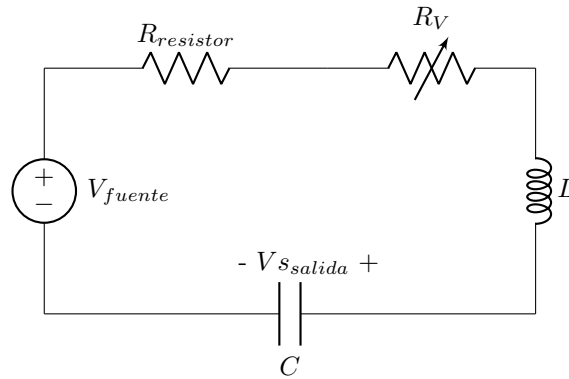 R_resistor
R_V
+
−
V_fuente
L
- Vs_salida +
C